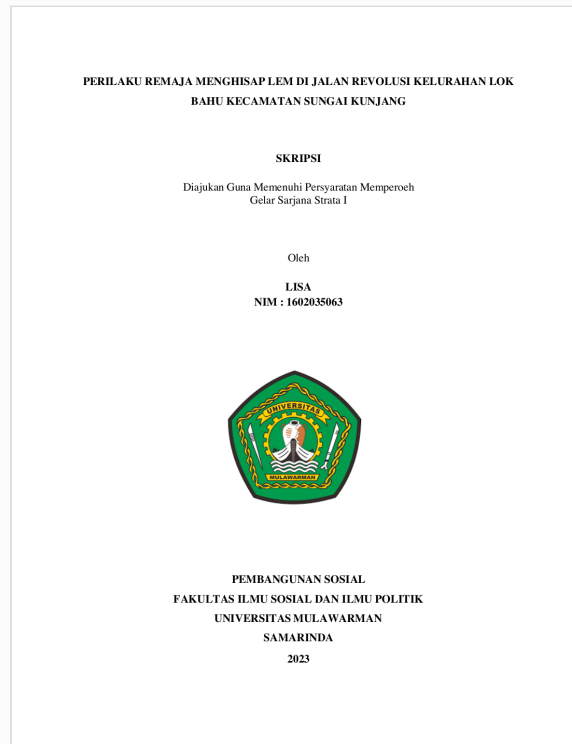 PERILAKU REMAJA MENGHISAP LEM DI JALAN REVOLUSI KELURAHAN LOK
BAHU KECAMATAN SUNGAI KUNJANG
SKRIPSI
Diajukan Guna Memenuhi Persyaratan Memperoeh
Gelar Sarjana Strata I
Oleh
LISA
NIM : 1602035063
UNIVERSITAS
MULAWARMAN
PEMBANGUNAN SOSIAL
FAKULTAS ILMU SOSIAL DAN ILMU POLITIK
UNIVERSITAS MULAWARMAN
SAMARINDA
2023